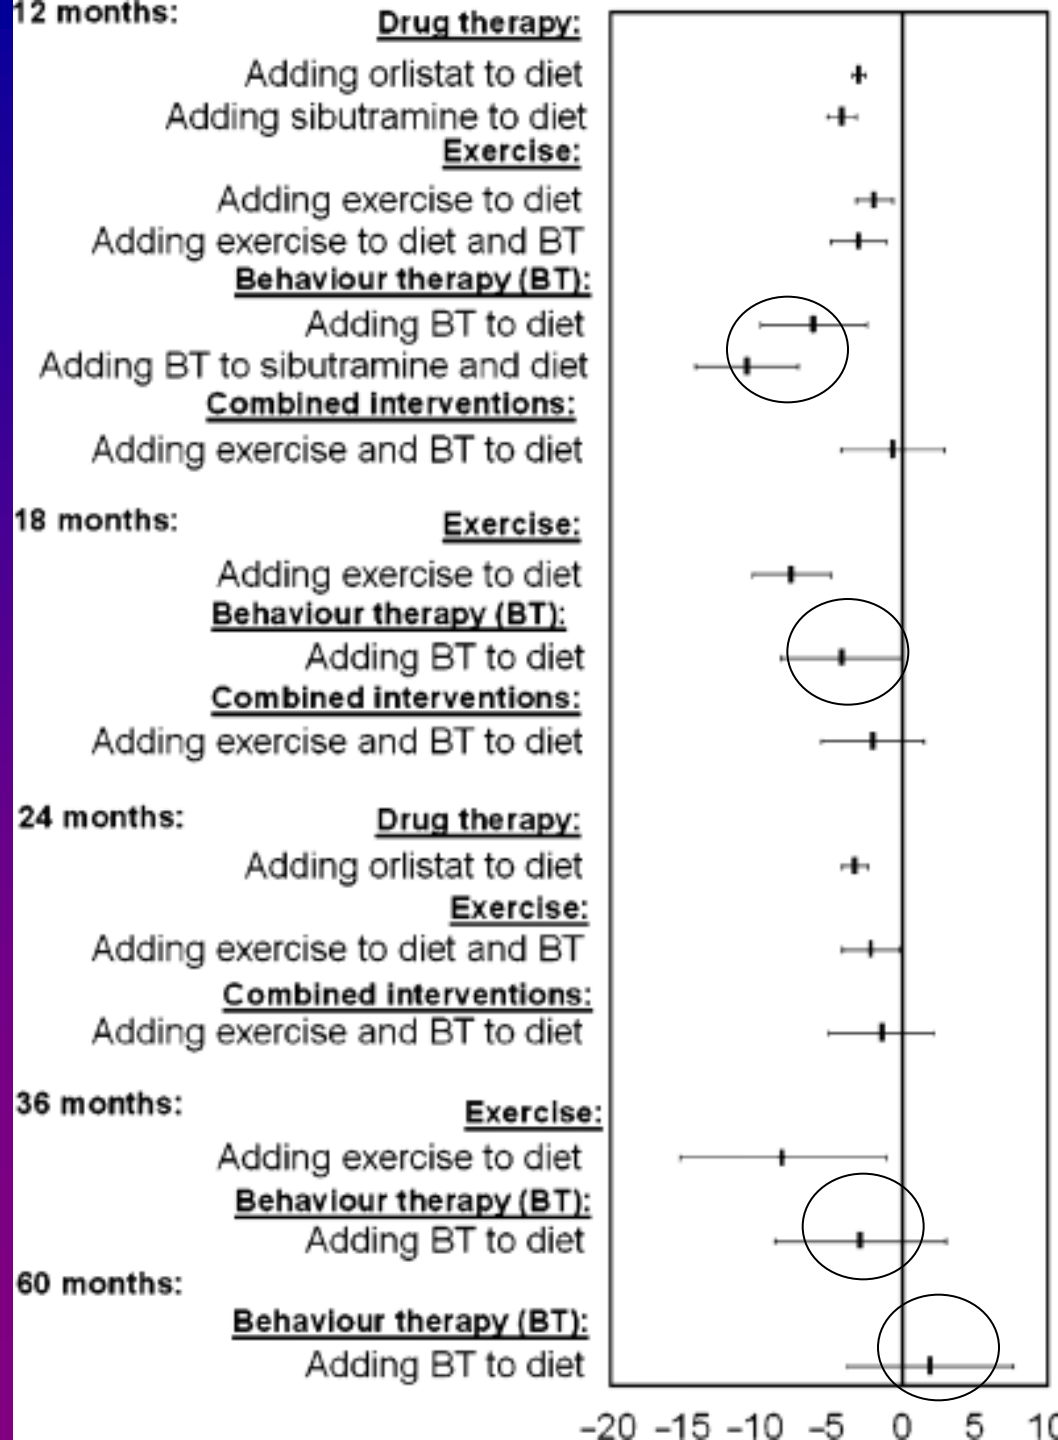 12 months:
Drug therapy:
Adding orlistat to diet
Adding sibutramine to diet
Exercise:
Adding exercise to diet
Adding exercise to diet and BT
Behaviour therapy (BT):
Adding BT to diet
Adding BT to sibutramine and diet
Combined interventions:
Adding exercise and BT to diet
18 months:
Exercise:
Adding exercise to diet
Behaviour therapy (BT):
Adding BT to diet
Combined interventions:
Adding exercise and BT to diet
24 months:
Drug therapy:
Adding orlistat to diet
Exercise:
Adding exercise to diet and BT
Combined interventions:
Adding exercise and BT to diet
36 months:
Exercise:
Adding exercise to diet
Behaviour therapy (BT):
Adding BT to diet
60 months:
Behaviour therapy (BT):
Adding BT to diet
−20 −15 −10 −5 0 5 10